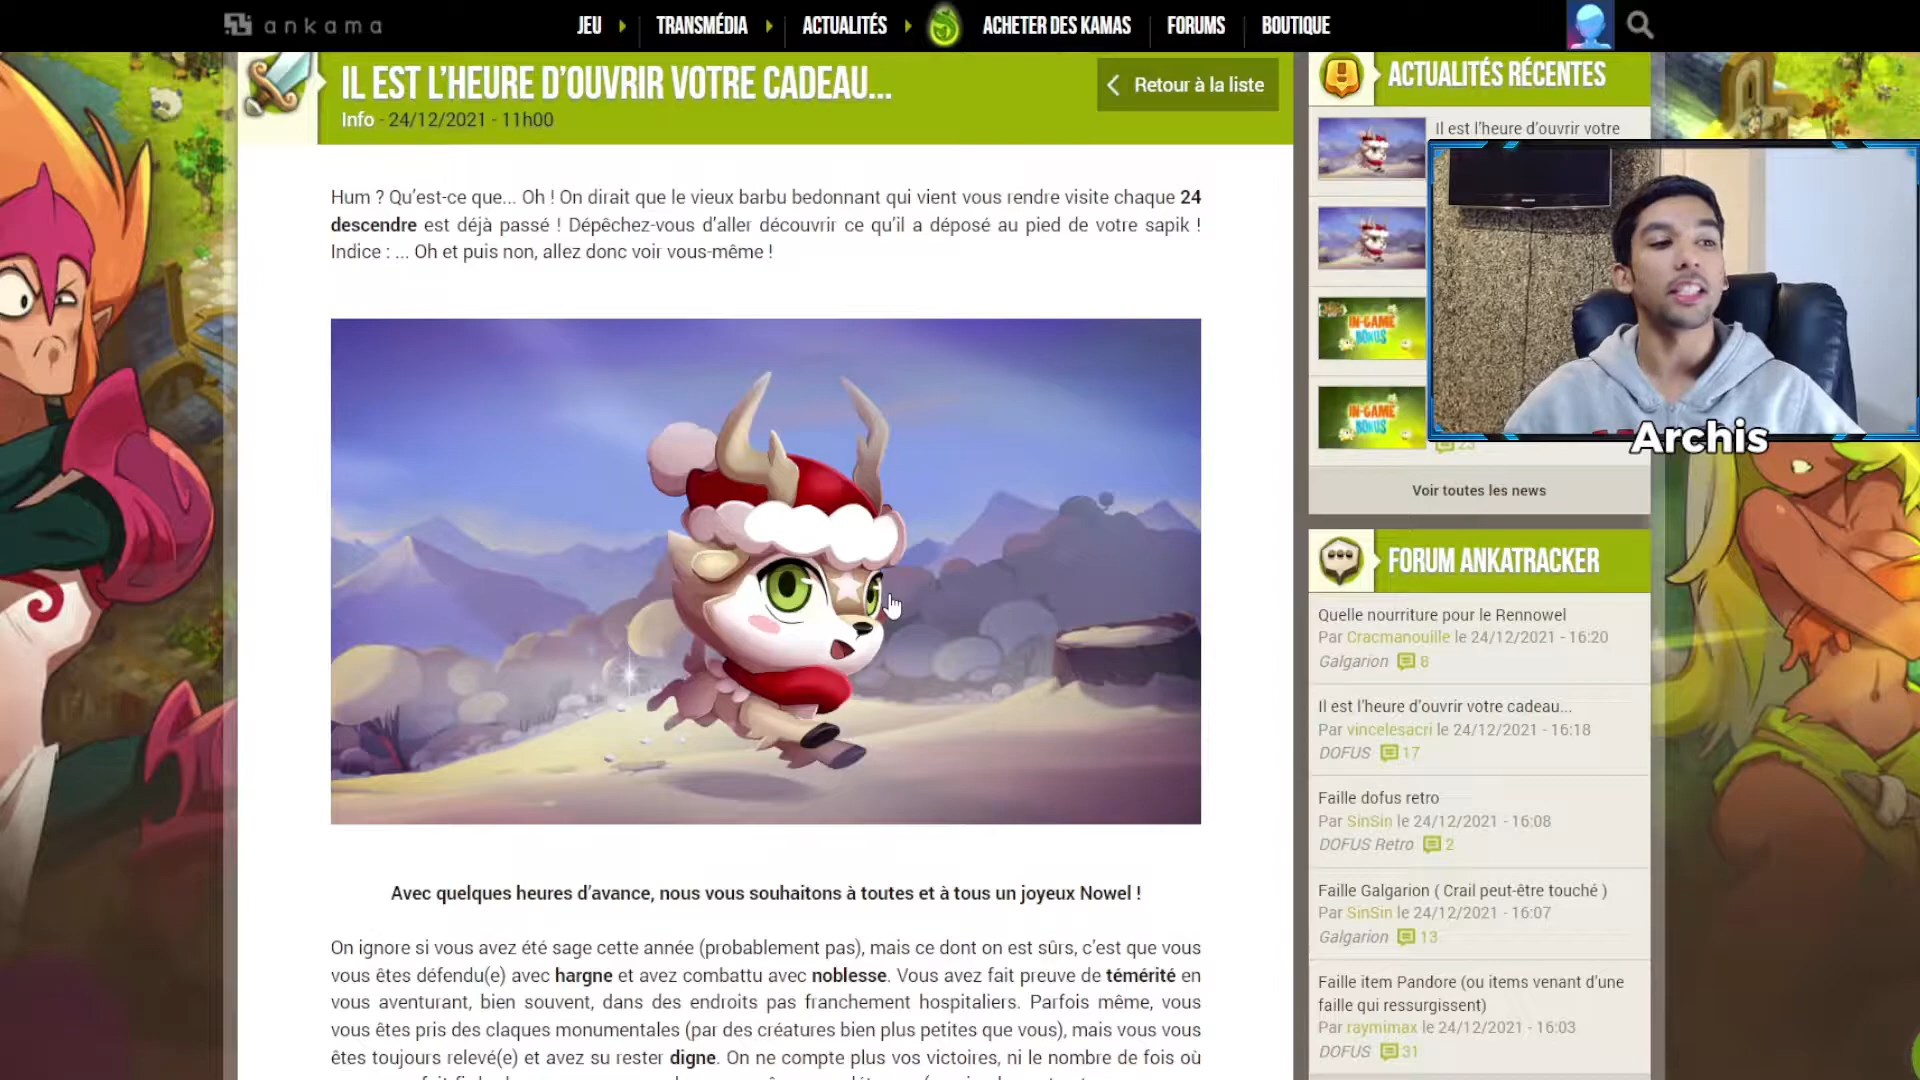 ankama
JEU
TRANSMÉDIA
ACTUALITÉS
ACHETER DES KAMAS
FORUMS
BOUTIQUE
IL EST L'HEURE D'OUVRIR VOTRE CADEAU...
Info - 24/12/2021 - 11h00
Retour à la liste
Hum ? Qu'est-ce que... Oh ! On dirait que le vieux barbu bedonnant qui vient vous rendre visite chaque 24
descendre est déjà passé ! Dépêchez-vous d'aller découvrir ce qu'il a déposé au pied de votre sapik !
Indice : ... Oh et puis non, allez donc voir vous-même !
Avec quelques heures d'avance, nous vous souhaitons à toutes et à tous un joyeux Nowel !
On ignore si vous avez été sage cette année (probablement pas), mais ce dont on est sûrs, c'est que vous
vous êtes défendu(e) avec hargne et avez combattu avec noblesse. Vous avez fait preuve de témérité en
vous aventurant, bien souvent, dans des endroits pas franchement hospitaliers. Parfois même, vous
vous êtes pris des claques monumentales (par des créatures bien plus petites que vous), mais vous vous
êtes toujours relevé(e) et avez su rester digne. On ne compte plus vos victoires, ni le nombre de fois où
ACTUALITÉS RÉCENTES
Il est l'heure d'ouvrir votre
IN-GAME
BONUS
IN-GAME
BONUS
Archis
Voir toutes les news
FORUM ANKATRACKER
Quelle nourriture pour le Rennowel
Par Cracmanouille le 24/12/2021 - 16:20
Galgarion 8
Il est l'heure d'ouvrir votre cadeau...
Par vincelesacri le 24/12/2021 - 16:18
DOFUS 17
Faille dofus retro
Par SinSin le 24/12/2021 - 16:08
DOFUS Retro 2
Faille Galgarion ( Crail peut-être touché )
Par SinSin le 24/12/2021 - 16:07
Galgarion 13
Faille item Pandore (ou items venant d'une
faille qui ressurgissent)
Par raymimax le 24/12/2021 - 16:03
DOFUS 31